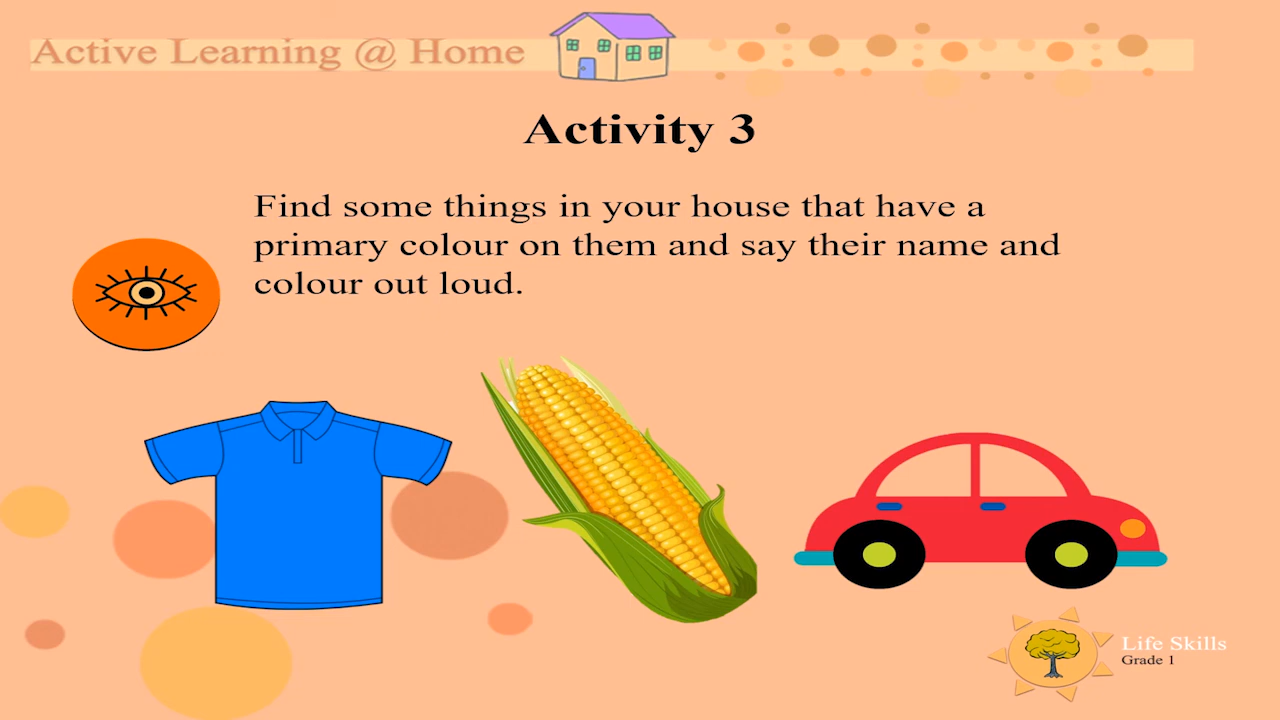 Active Learning @ Home
Activity 3
Find some things in your house that have a
primary colour on them and say their name and
colour out loud.
Life Skills
Grade 1